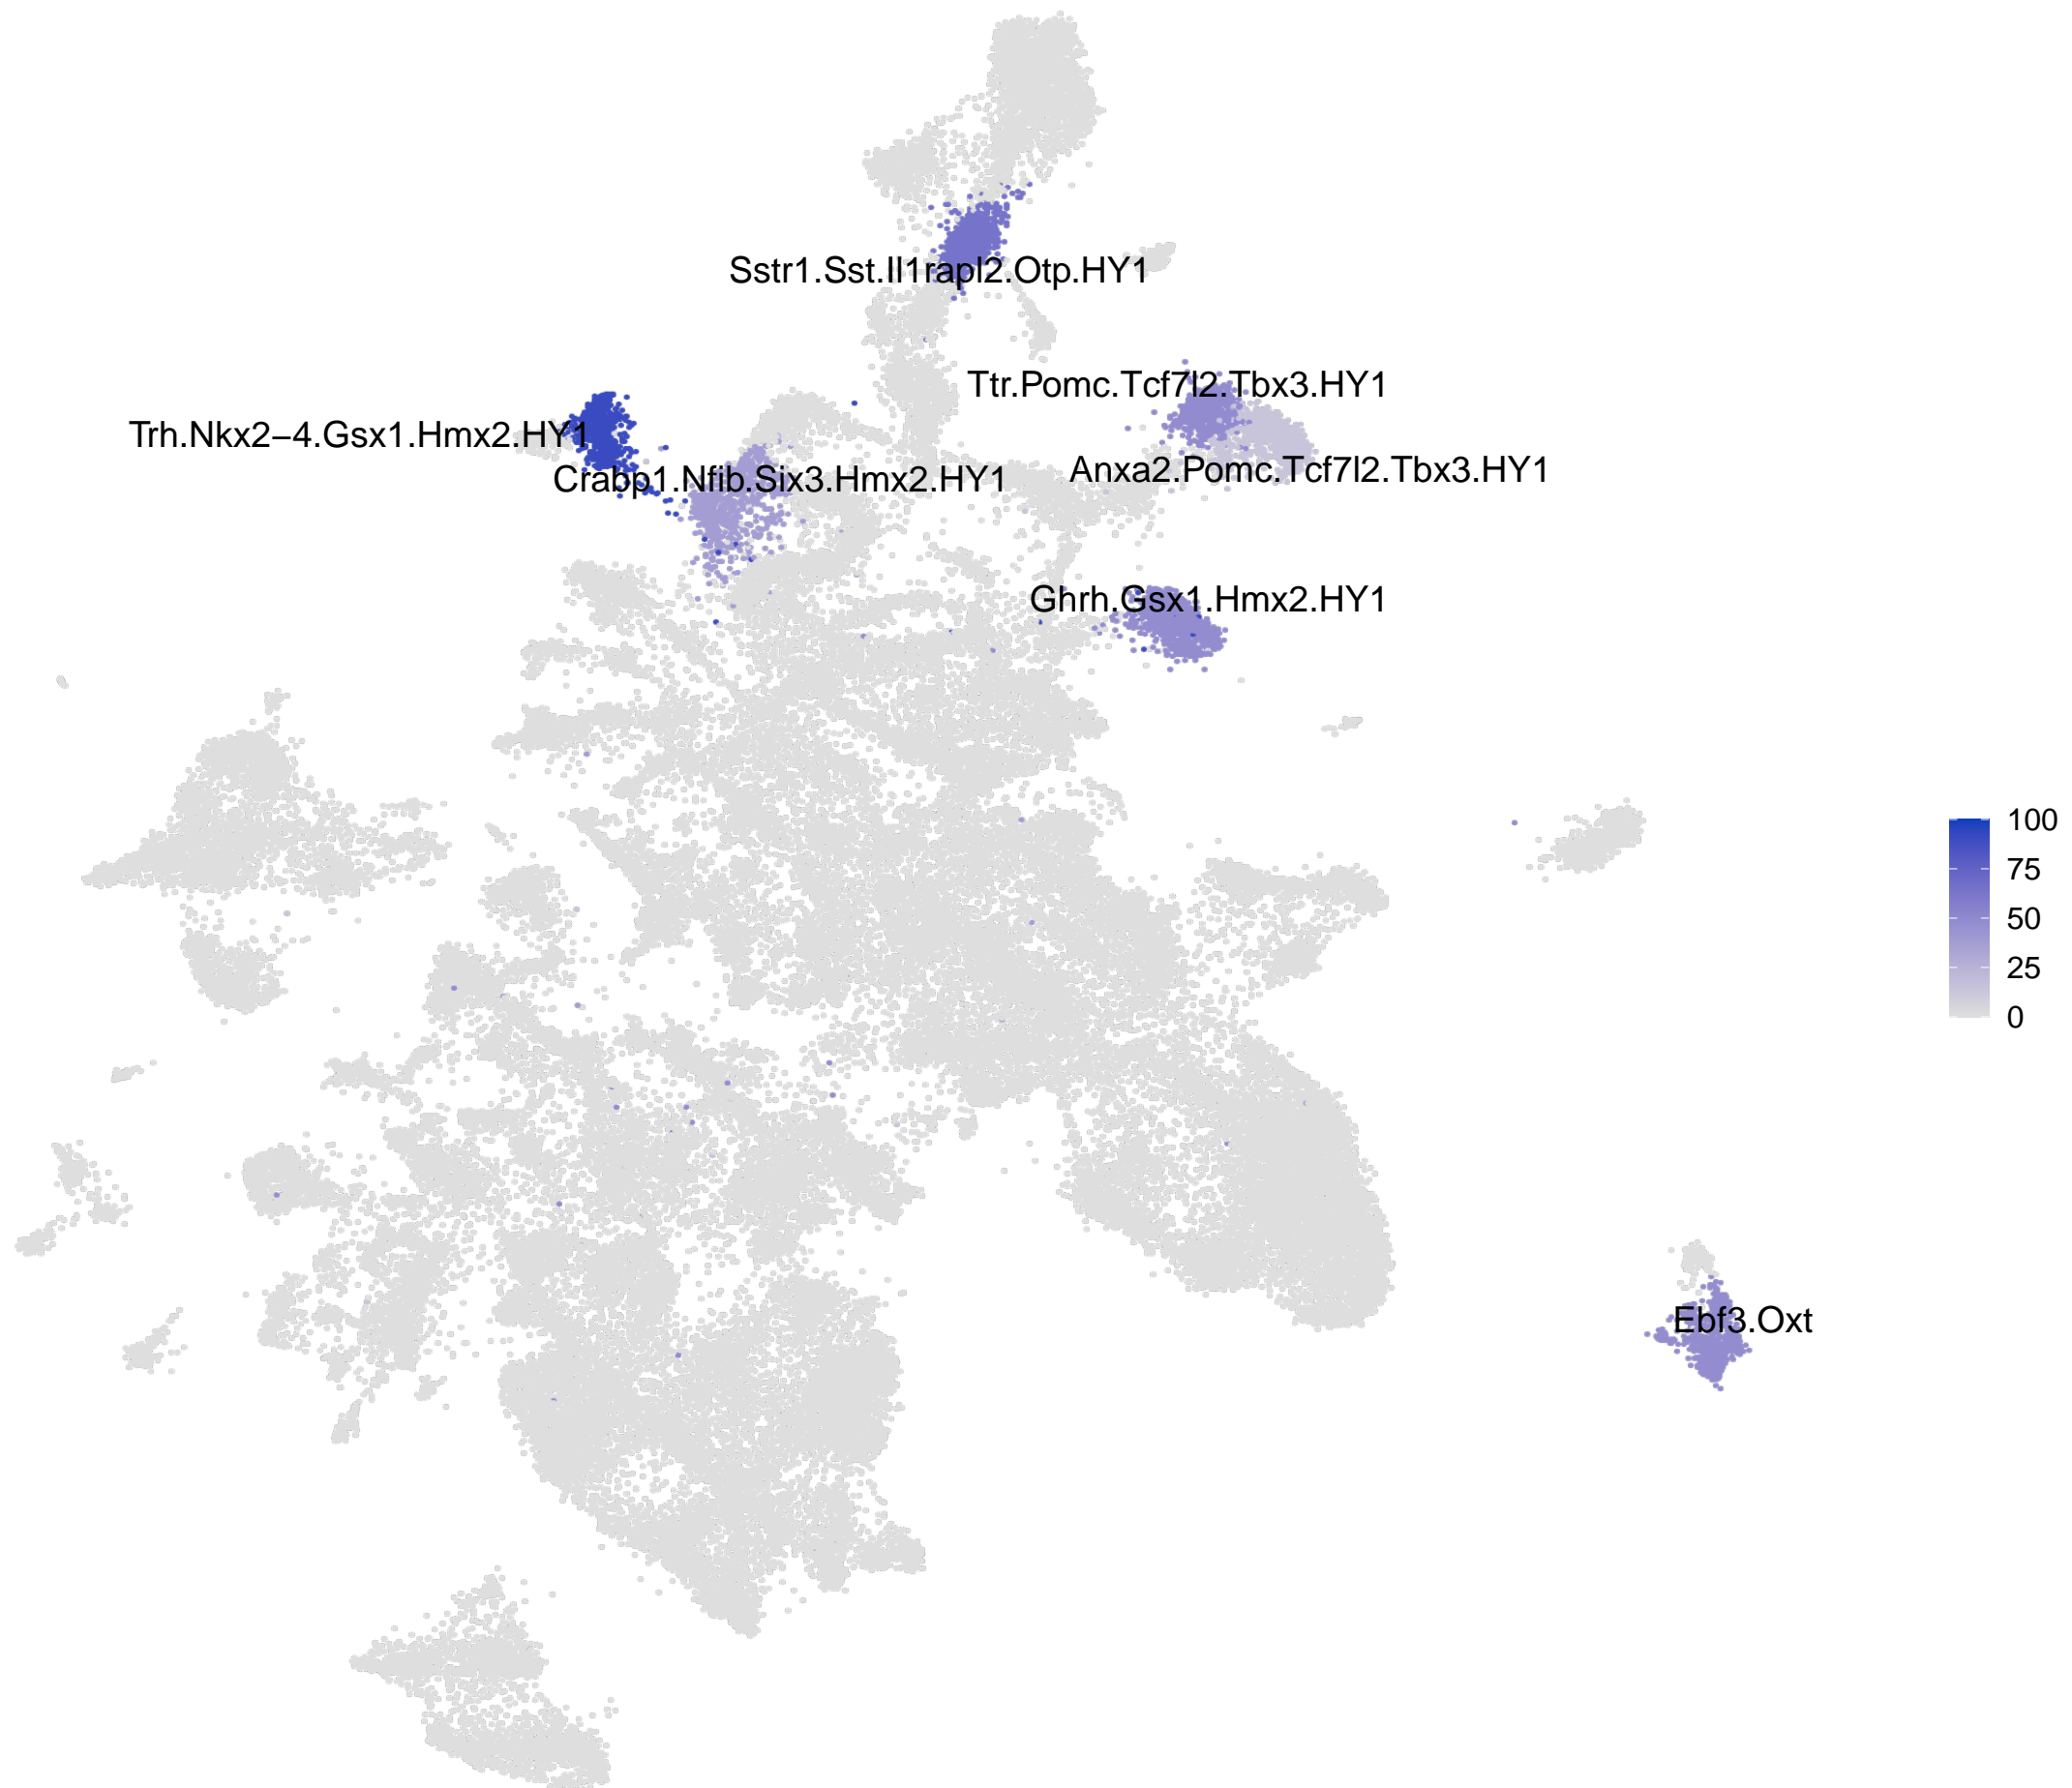 Sstr1.Sst.Il1rapl2.Otp.HY1
Ttr.Pomc.Tcf7l2.Tbx3.HY1
Trh.Nkx2−4.Gsx1.Hmx2.HY1
Anxa2.Pomc.Tcf7l2.Tbx3.HY1
Crabp1.Nfib.Six3.Hmx2.HY1
Ghrh.Gsx1.Hmx2.HY1
100
75
50
25
0
Ebf3.Oxt